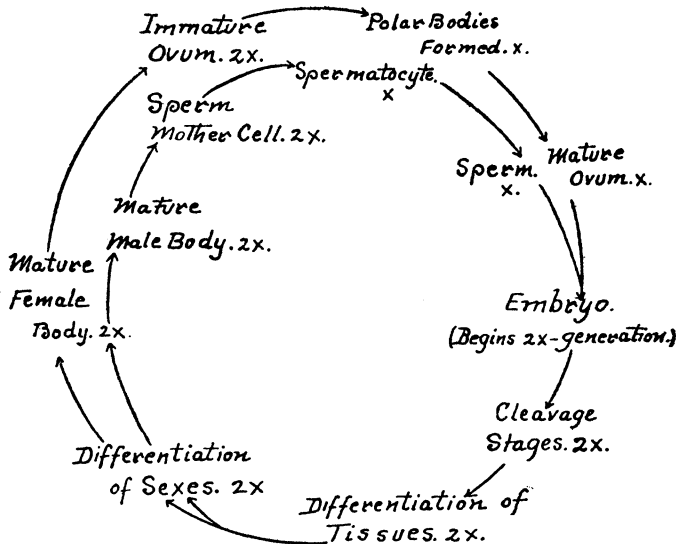 Immature
Ovum. 2x.
Polar Bodies
Formed. x.
Spermatocyte.
x
Sperm
Mother Cell. 2x.
Sperm.
x.
Mature
Ovum. x.
Mature
Male Body. 2x.
Mature
Female
Body. 2x.
Embryo.
(Begins 2x-generation.)
Cleavage
Stages. 2x.
Differentiation
of Sexes. 2x
Differentiation of
Tissues. 2x.